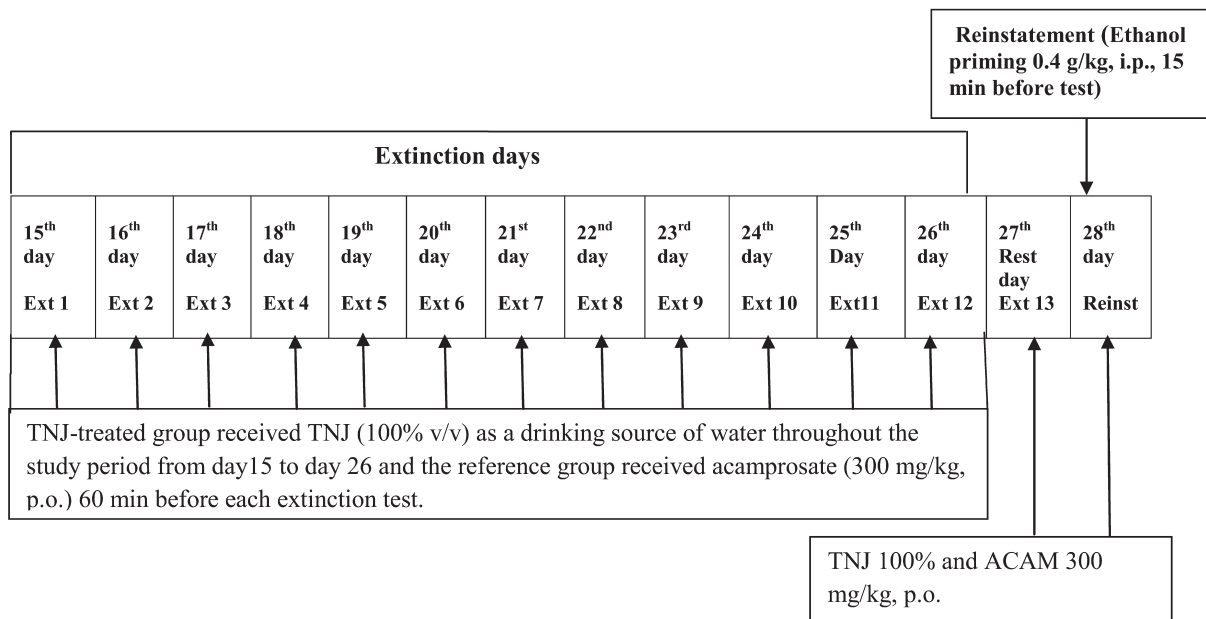 Reinstatement (Ethanol
priming 0.4 g/kg, i.p., 15
min before test)
Extinction days
15th
day
Ext 1
16th
day
Ext 2
17th
day
Ext 3
18th
day
Ext 4
19th
day
Ext 5
20th
day
Ext 6
21st
day
Ext 7
22nd
day
Ext 8
23rd
day
Ext 9
24th
day
Ext 10
25th
Day
Ext11
26th
day
Ext 12
27th
Rest
day
Ext 13
28th
day
Reinst
TNJ-treated group received TNJ (100% v/v) as a drinking source of water throughout the
study period from day15 to day 26 and the reference group received acamprosate (300 mg/kg,
p.o.) 60 min before each extinction test.
TNJ 100% and ACAM 300
mg/kg, p.o.